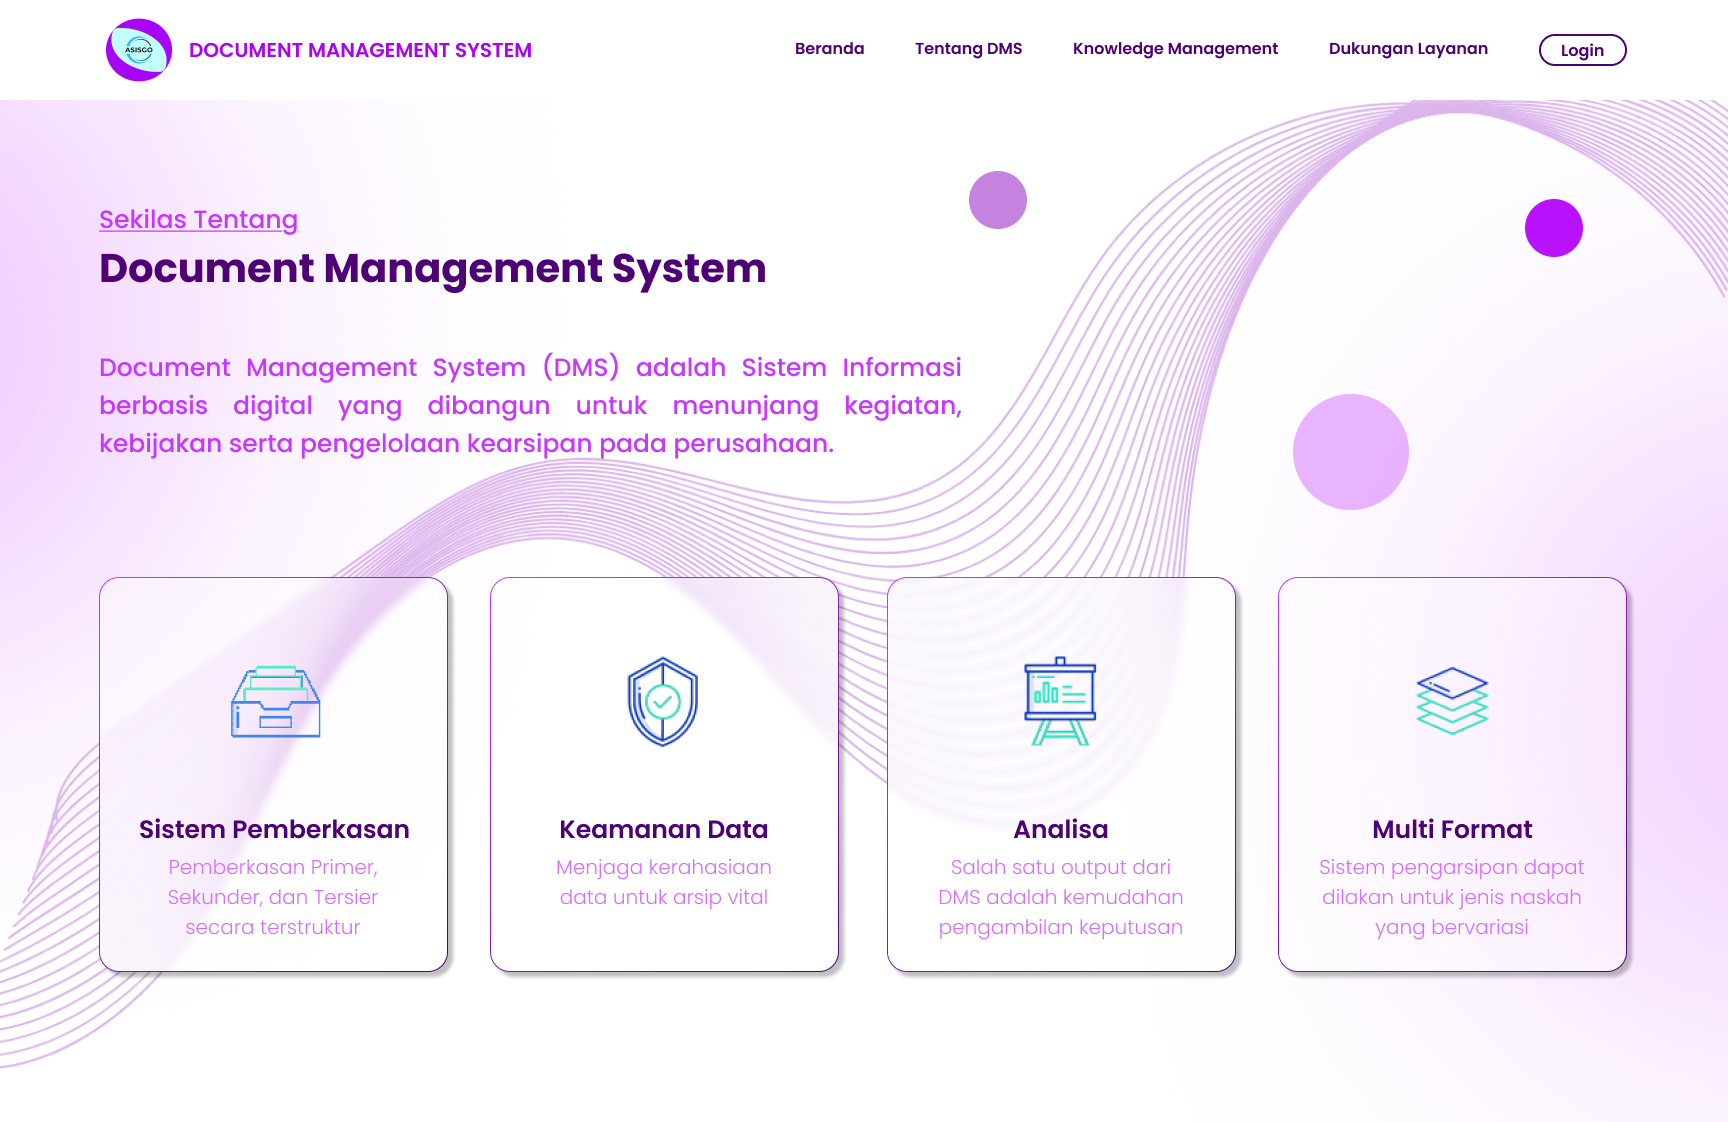 ASISGO
DOCUMENT MANAGEMENT SYSTEM
Beranda
Tentang DMS
Knowledge Management
Dukungan Layanan
Login
Sekilas Tentang
Document Management System
Document Management System (DMS) adalah Sistem Informasi
berbasis digital yang dibangun untuk menunjang kegiatan,
kebijakan serta pengelolaan kearsipan pada perusahaan.
Sistem Pemberkasan
Pemberkasan Primer,
Sekunder, dan Tersier
secara terstruktur
Keamanan Data
Menjaga kerahasiaan
data untuk arsip vital
Analisa
Salah satu output dari
DMS adalah kemudahan
pengambilan keputusan
Multi Format
Sistem pengarsipan dapat
dilakan untuk jenis naskah
yang bervariasi